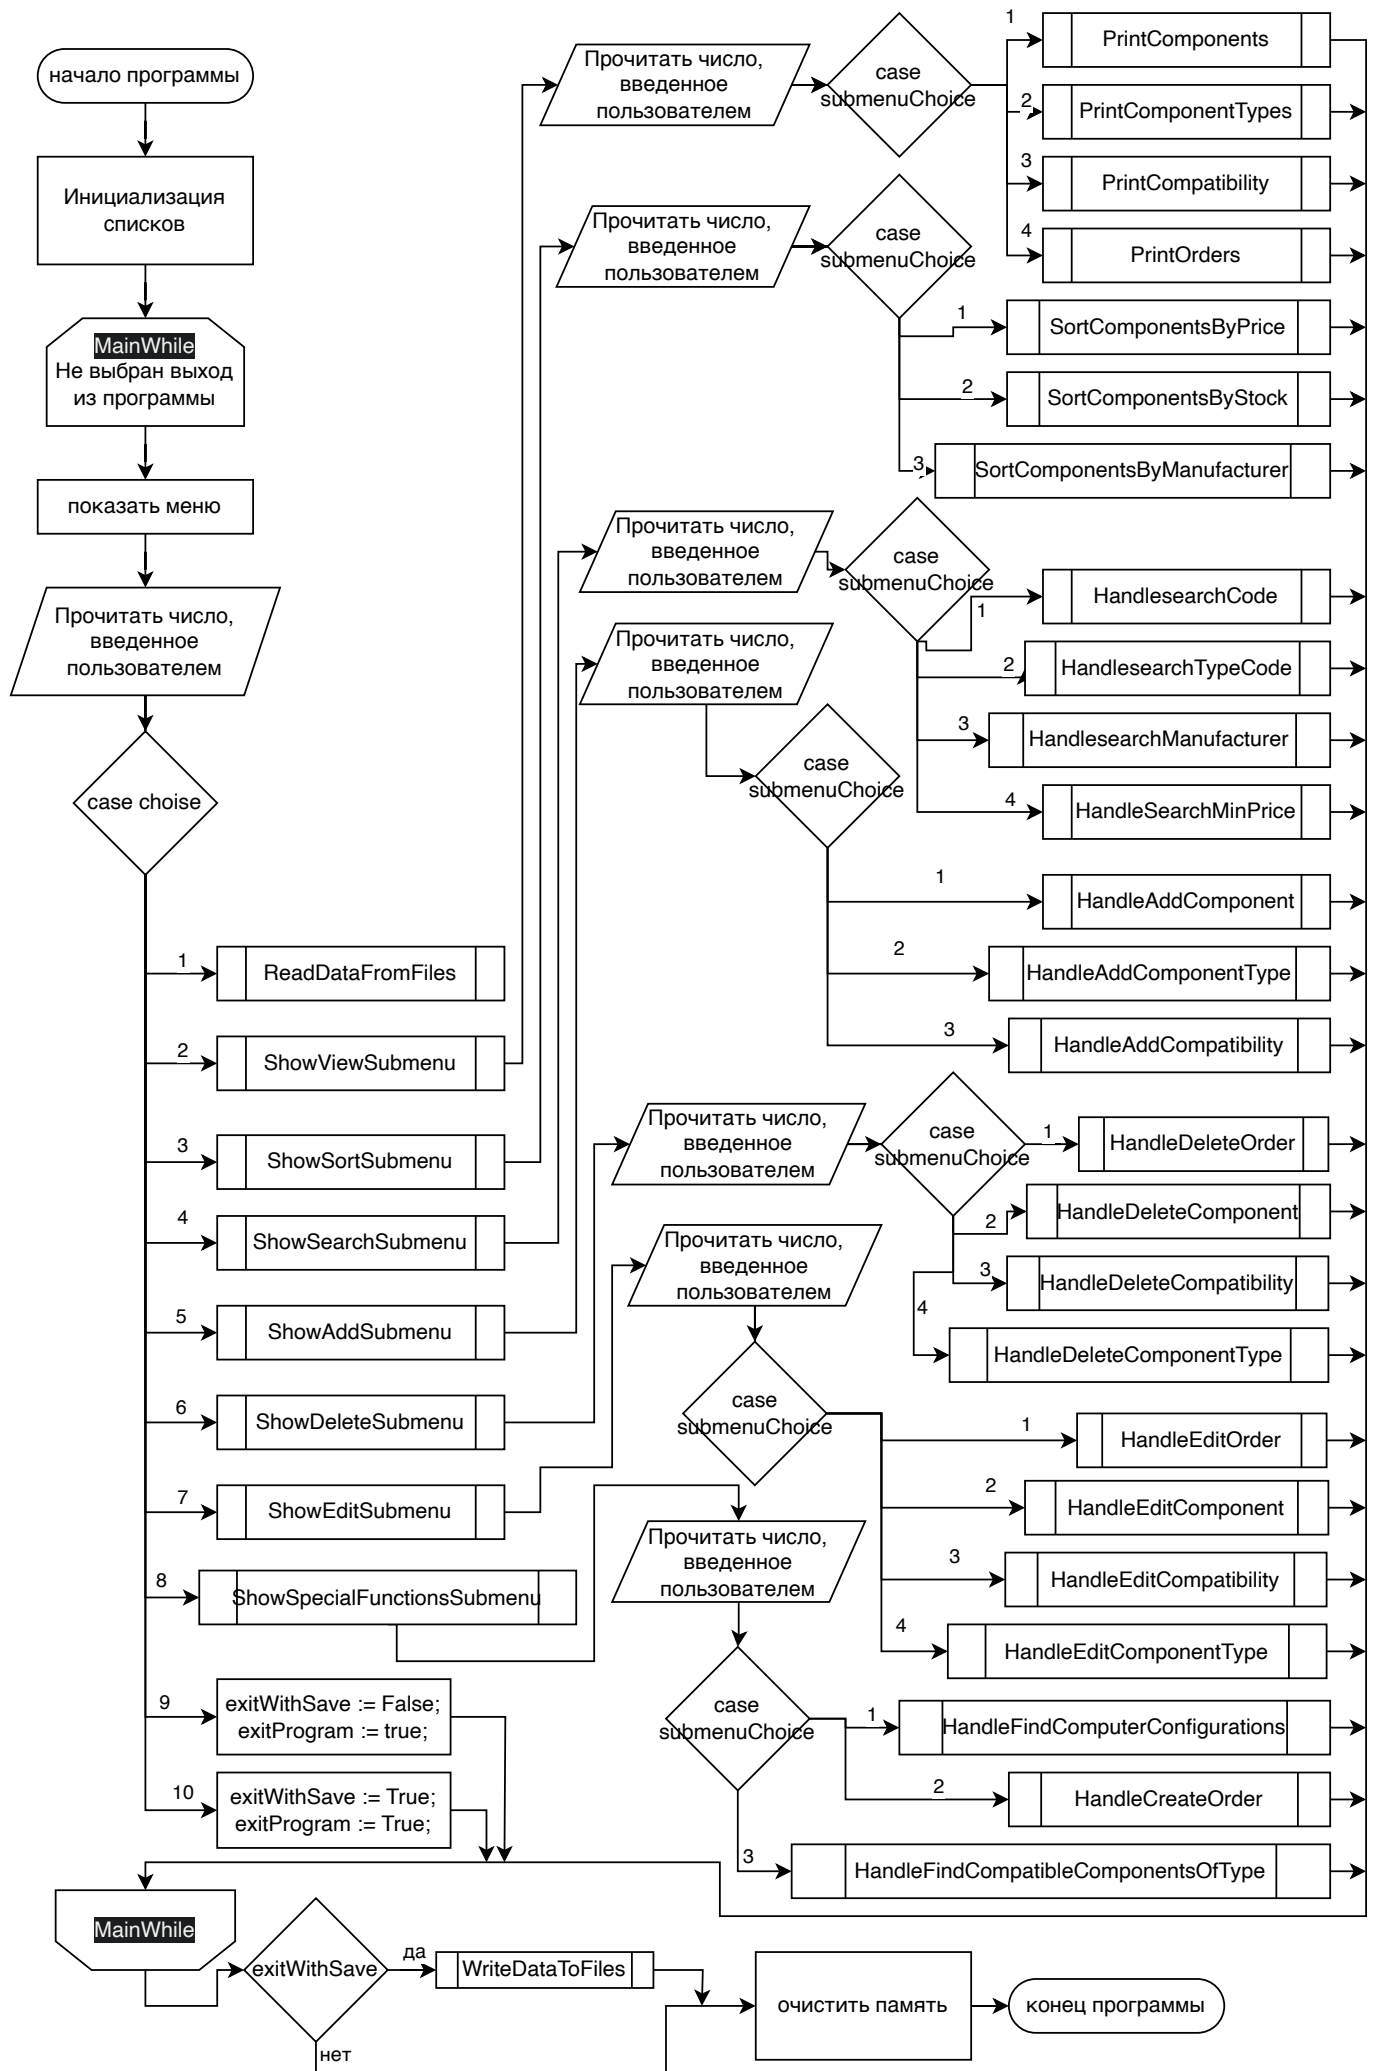 начало программы
Инициализация
списков
MainWhile
Не выбран выход
из программы
показать меню
Прочитать число,
введенное
пользователем
case choise
1
ReadDataFromFiles
2
ShowViewSubmenu
3
ShowSortSubmenu
4
ShowSearchSubmenu
5
ShowAddSubmenu
6
ShowDeleteSubmenu
7
ShowEditSubmenu
8
ShowSpecialFunctionsSubmenu
9
exitWithSave := False;
exitProgram := true;
10
exitWithSave := True;
exitProgram := True;
Прочитать число,
введенное
пользователем
case
submenuChoice
1
PrintComponents
2
PrintComponentTypes
3
PrintCompatibility
4
PrintOrders
Прочитать число,
введенное
пользователем
case
submenuChoice
1
SortComponentsByPrice
2
SortComponentsByStock
3
SortComponentsByManufacturer
Прочитать число,
введенное
пользователем
case
submenuChoice
1
HandlesearchCode
2
HandlesearchTypeCode
3
HandlesearchManufacturer
4
HandleSearchMinPrice
Прочитать число,
введенное
пользователем
case
submenuChoice
1
HandleAddComponent
2
HandleAddComponentType
3
HandleAddCompatibility
Прочитать число,
введенное
пользователем
case
submenuChoice
1
HandleDeleteOrder
2
HandleDeleteComponent
3
HandleDeleteCompatibility
4
HandleDeleteComponentType
Прочитать число,
введенное
пользователем
case
submenuChoice
1
HandleEditOrder
2
HandleEditComponent
3
HandleEditCompatibility
4
HandleEditComponentType
Прочитать число,
введенное
пользователем
case
submenuChoice
1
HandleFindComputerConfigurations
2
HandleCreateOrder
3
HandleFindCompatibleComponentsOfType
MainWhile
exitWithSave
да
WriteDataToFiles
нет
очистить память
конец программы